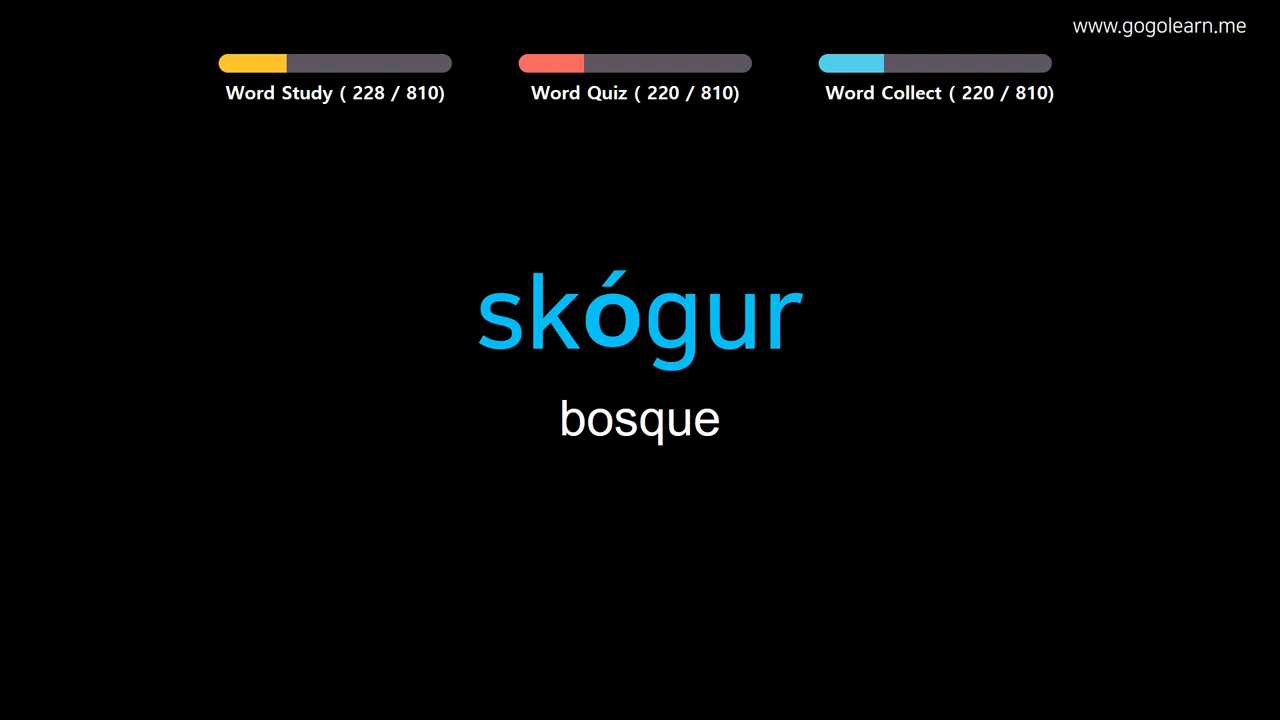 www.gogolearn.me
Word Study ( 228 / 810)
Word Quiz ( 220 / 810)
Word Collect ( 220 / 810)
skógur
bosque